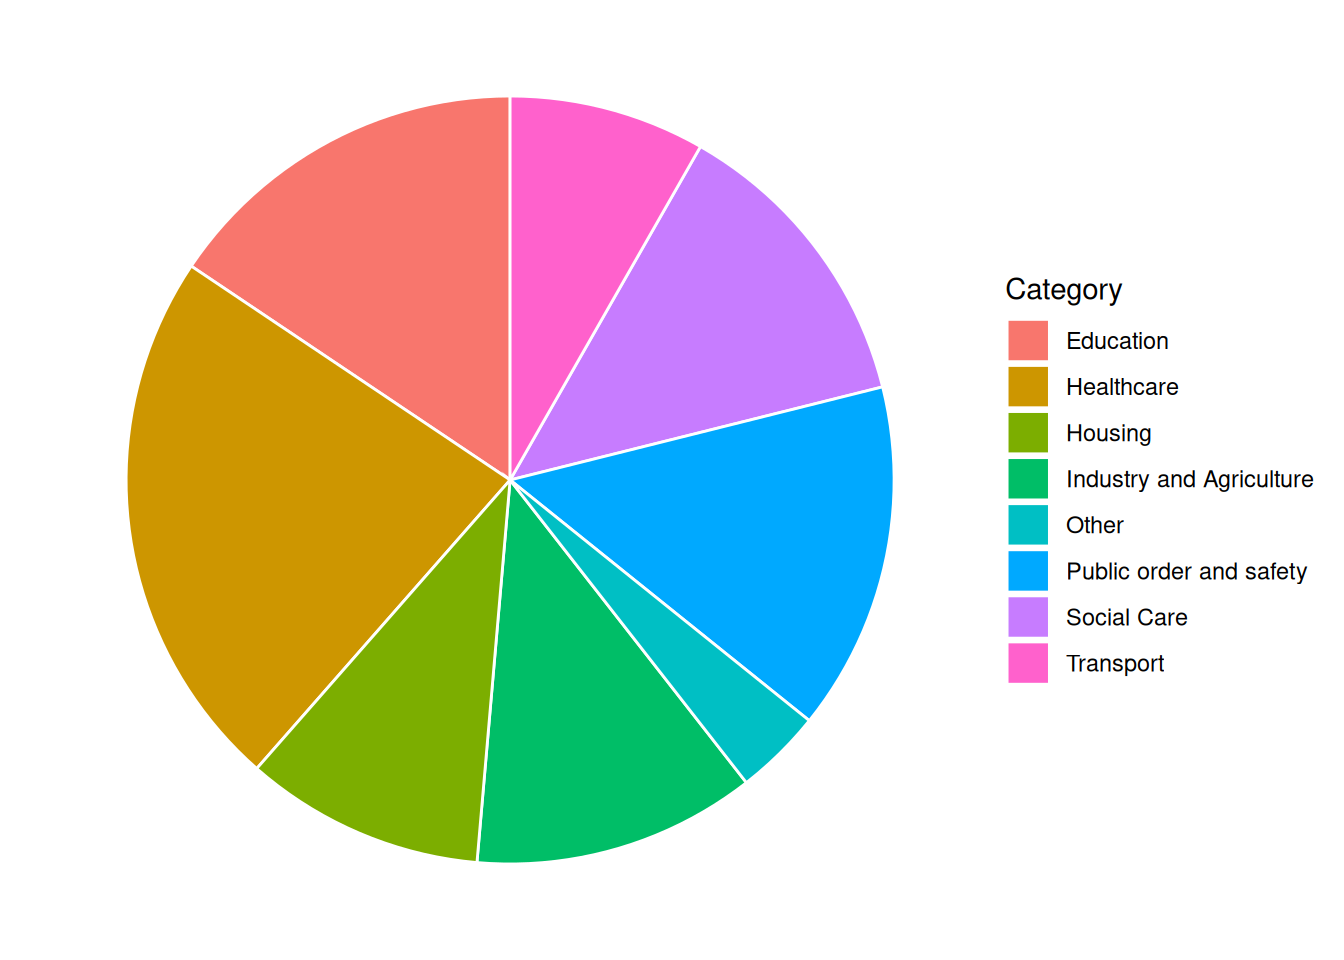 Category
Education
Healthcare
Housing
Industry and Agriculture
Other
Public order and safety
Social Care
Transport